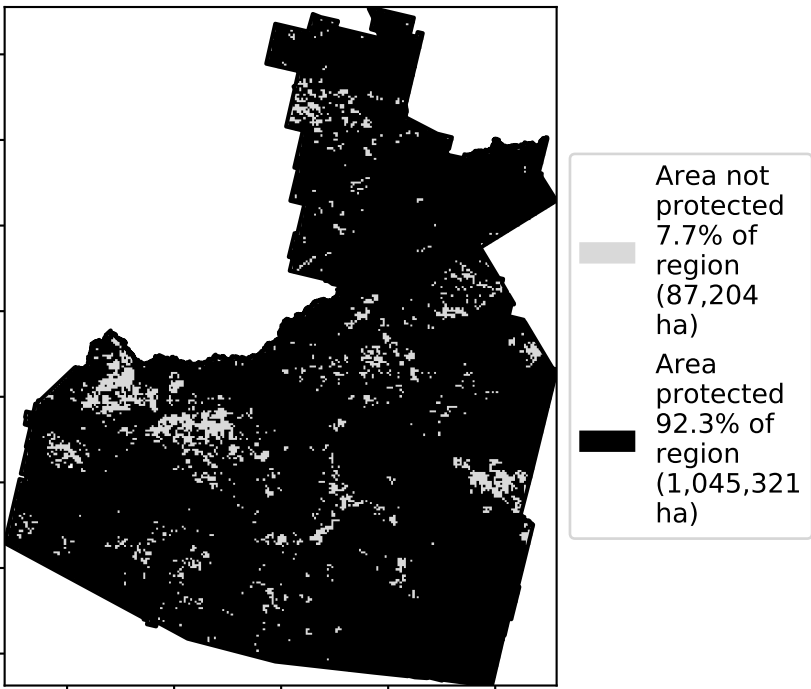 Area not
protected
7.7% of
region
(87,204
ha)
Area
protected
92.3% of
region
(1,045,321
ha)